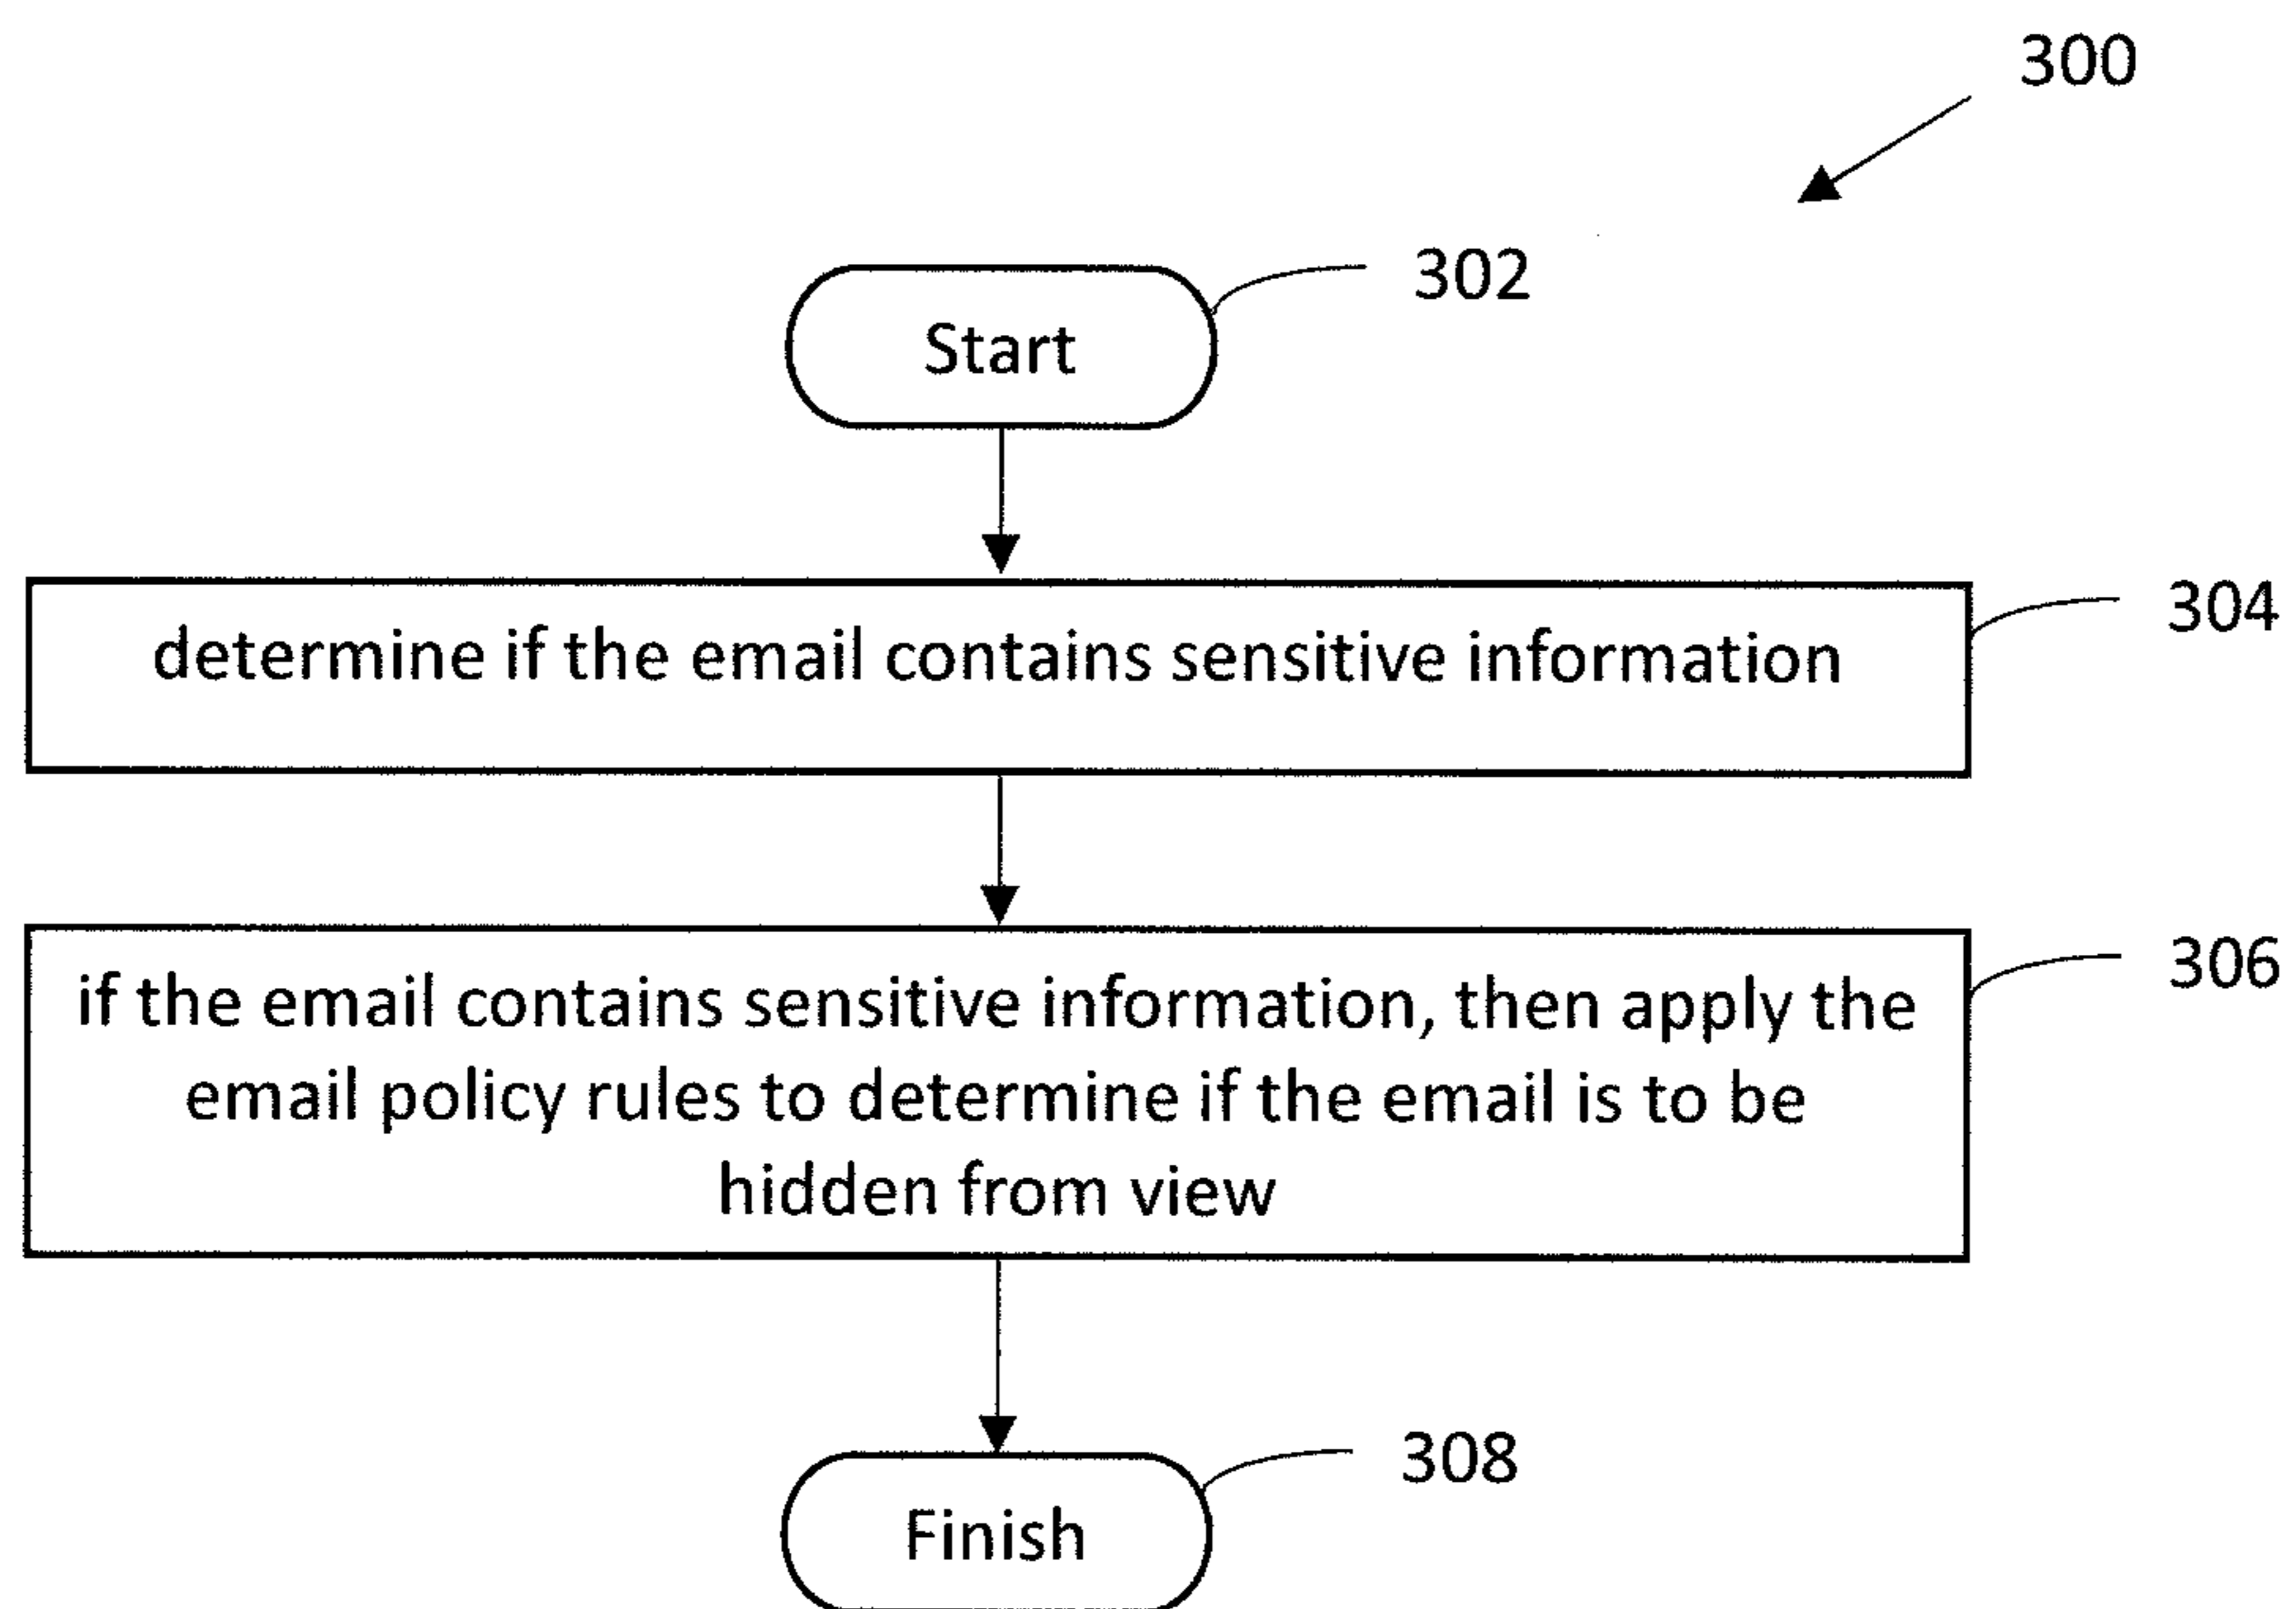 300
302
Start
304
determine if the email contains sensitive information
306
if the email contains sensitive information, then apply the
email policy rules to determine if the email is to be
hidden from view
308
Finish